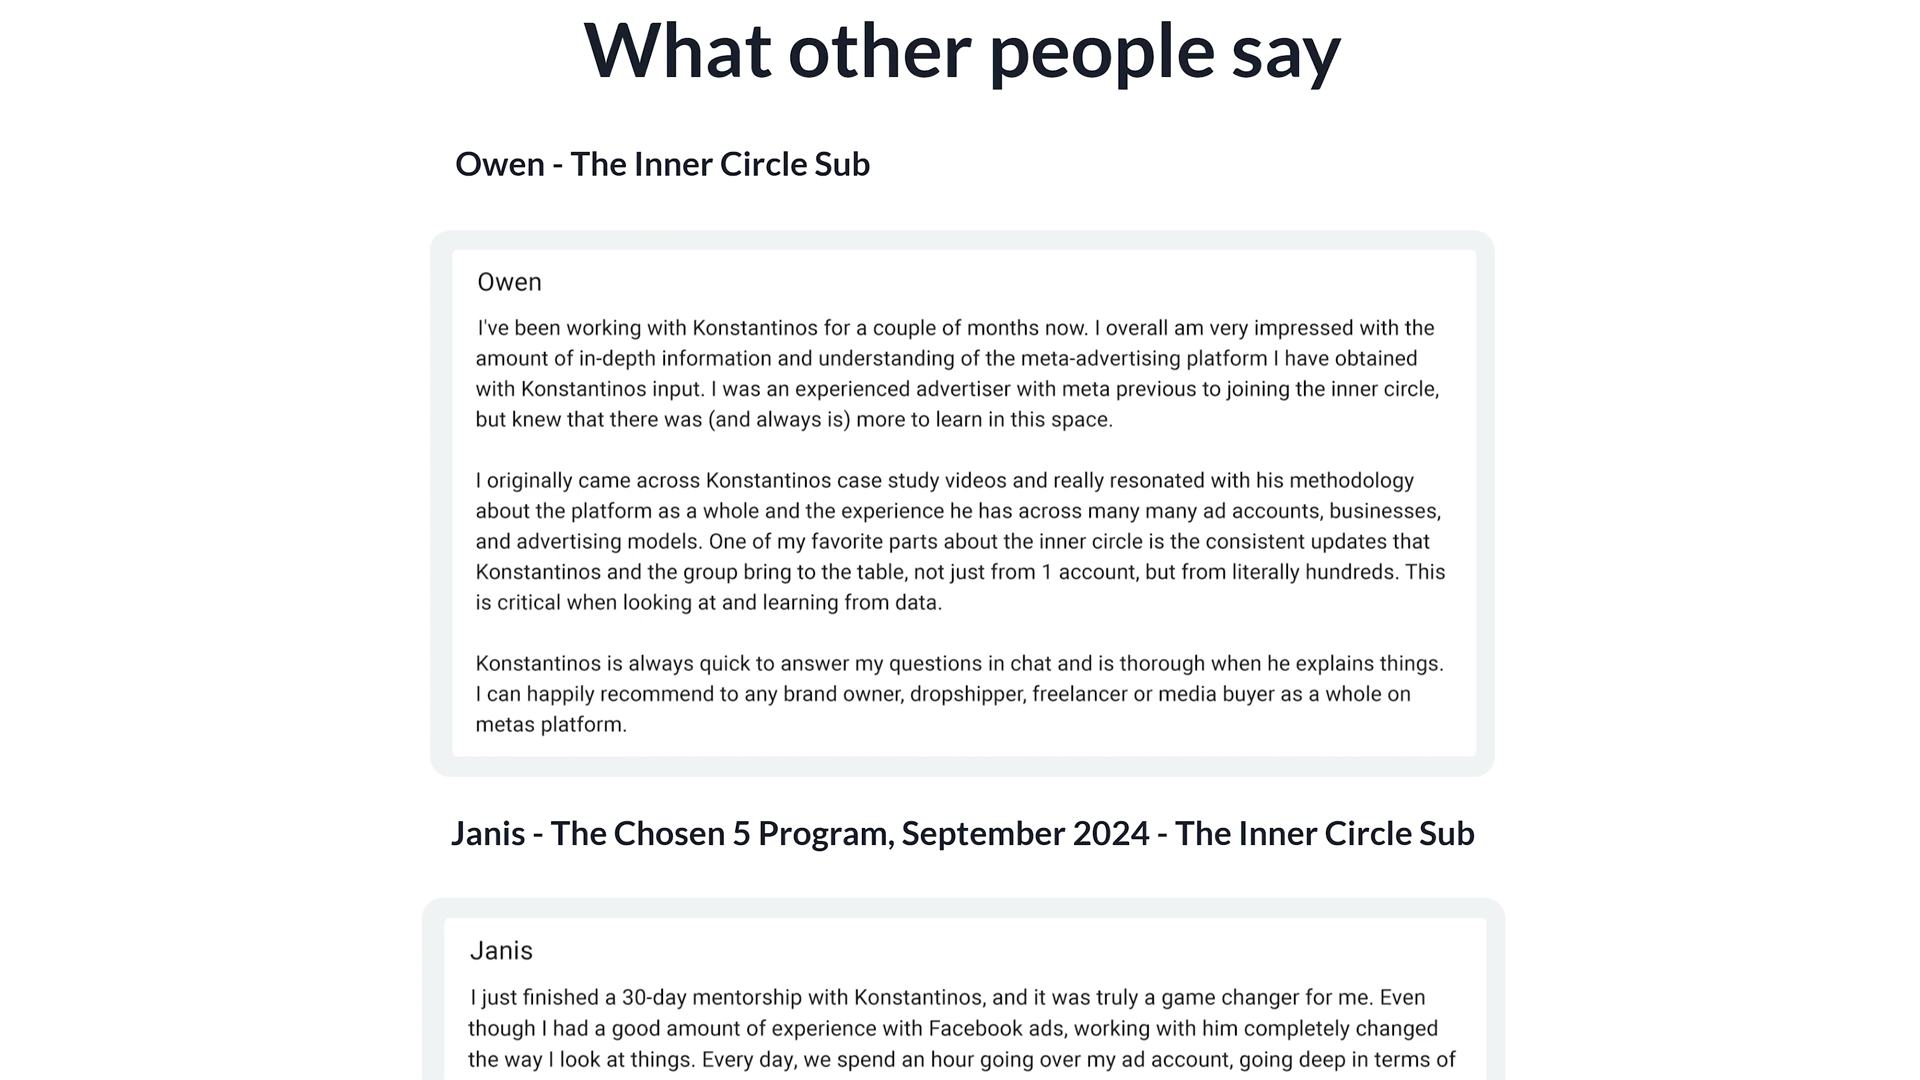 What other people say
Owen - The Inner Circle Sub
Owen
I've been working with Konstantinos for a couple of months now. I overall am very impressed with the
amount of in-depth information and understanding of the meta-advertising platform I have obtained
with Konstantinos input. I was an experienced advertiser with meta previous to joining the inner circle,
but knew that there was (and always is) more to learn in this space.
I originally came across Konstantinos case study videos and really resonated with his methodology
about the platform as a whole and the experience he has across many many ad accounts, businesses,
and advertising models. One of my favorite parts about the inner circle is the consistent updates that
Konstantinos and the group bring to the table, not just from 1 account, but from literally hundreds. This
is critical when looking at and learning from data.
Konstantinos is always quick to answer my questions in chat and is thorough when he explains things.
I can happily recommend to any brand owner, dropshipper, freelancer or media buyer as a whole on
metas platform.
Janis - The Chosen 5 Program, September 2024 - The Inner Circle Sub
Janis
I just finished a 30-day mentorship with Konstantinos, and it was truly a game changer for me. Even
though I had a good amount of experience with Facebook ads, working with him completely changed
the way I look at things. Every day, we spend an hour going over my ad account, going deep in terms of